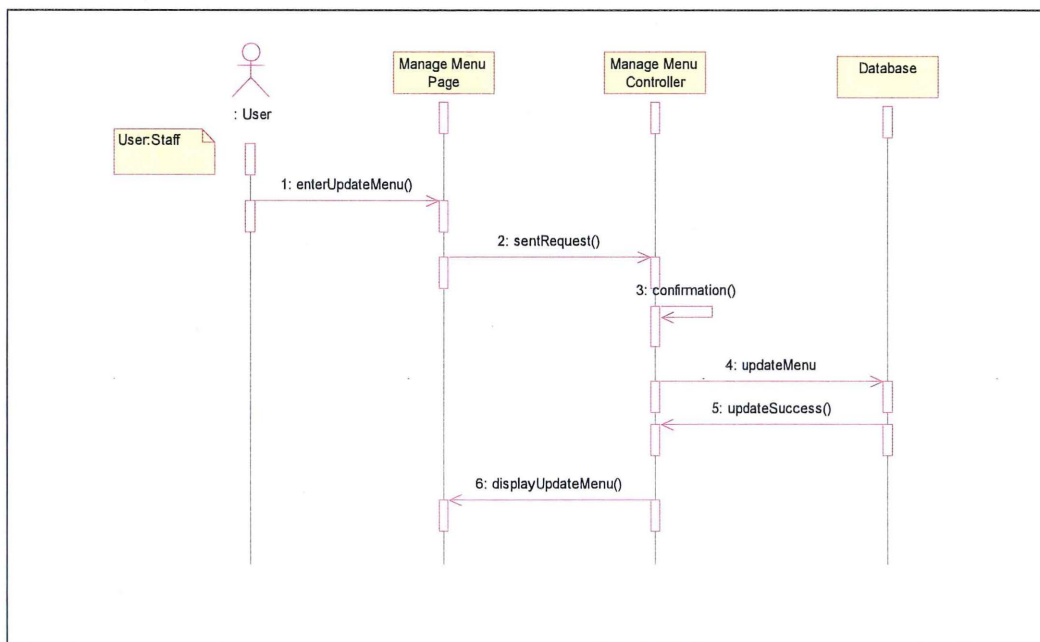 Manage Menu
Page
Manage Menu
Controller
Database
: User
User:Staff
1: enterUpdateMenu()
2: sentRequest()
3: confirmation()
4: updateMenu
5: updateSuccess()
6: displayUpdateMenu()